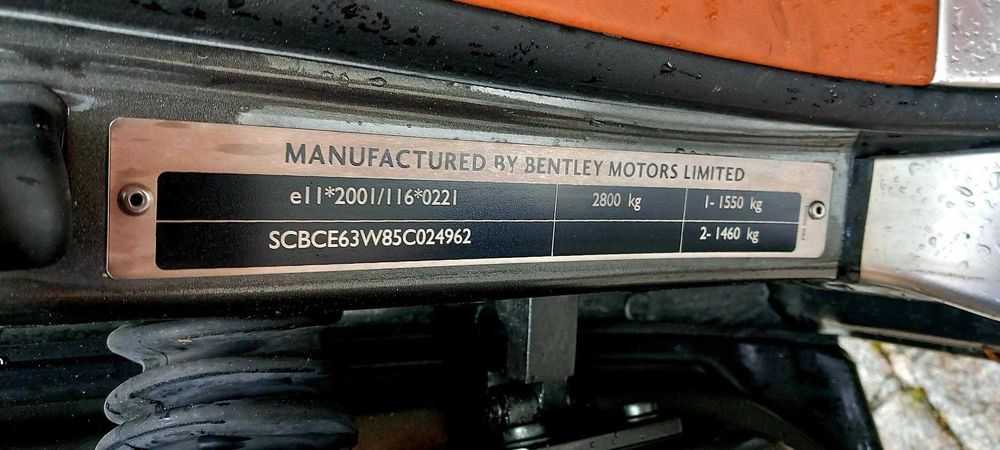 MANUFACTURED BY BENTLEY MOTORS LIMITED
e11*2001/116*0221 2800 kg 1- 1550 kg
SCBCE63W85C024962 2- 1460 kg